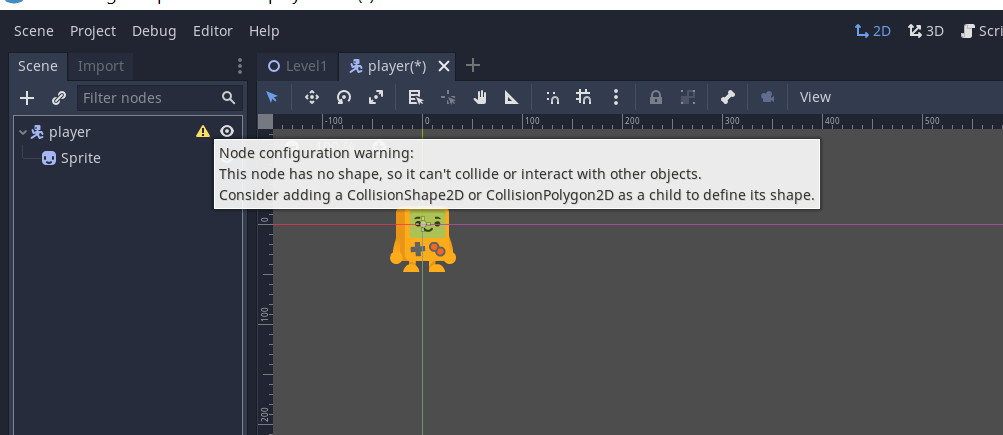 Scene Project Debug Editor Help 2D 3D Scri
Scene Import Level1 player(*)
Filter nodes View
player
Sprite
Node configuration warning:
This node has no shape, so it can't collide or interact with other objects.
Consider adding a CollisionShape2D or CollisionPolygon2D as a child to define its shape.
-100 0 100 200 300 400 500
0
100
200